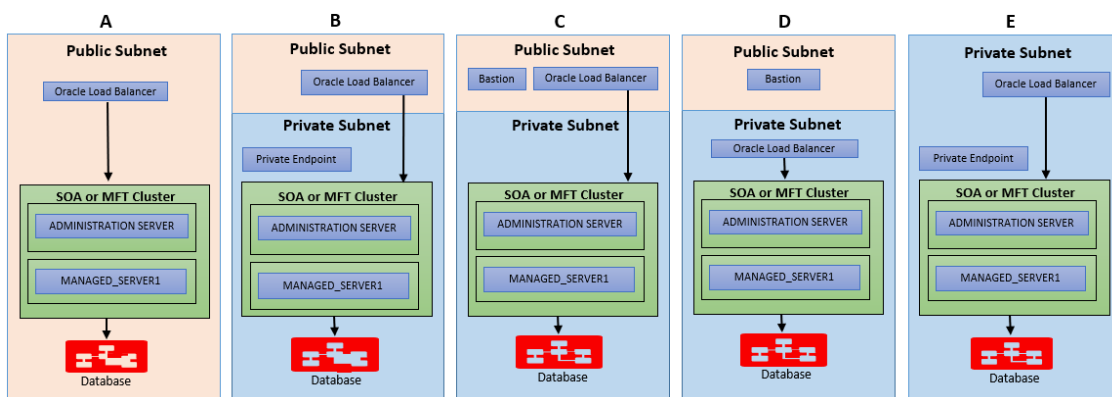 A
Public Subnet
Oracle Load Balancer
SOA or MFT Cluster
ADMINISTRATION SERVER
MANAGED_SERVER1
Database
B
Public Subnet
Oracle Load Balancer
Private Subnet
Private Endpoint
SOA or MFT Cluster
ADMINISTRATION SERVER
MANAGED_SERVER1
Database
C
Public Subnet
Bastion
Oracle Load Balancer
Private Subnet
SOA or MFT Cluster
ADMINISTRATION SERVER
MANAGED_SERVER1
Database
D
Public Subnet
Bastion
Private Subnet
Oracle Load Balancer
SOA or MFT Cluster
ADMINISTRATION SERVER
MANAGED_SERVER1
Database
E
Private Subnet
Oracle Load Balancer
Private Endpoint
SOA or MFT Cluster
ADMINISTRATION SERVER
MANAGED_SERVER1
Database